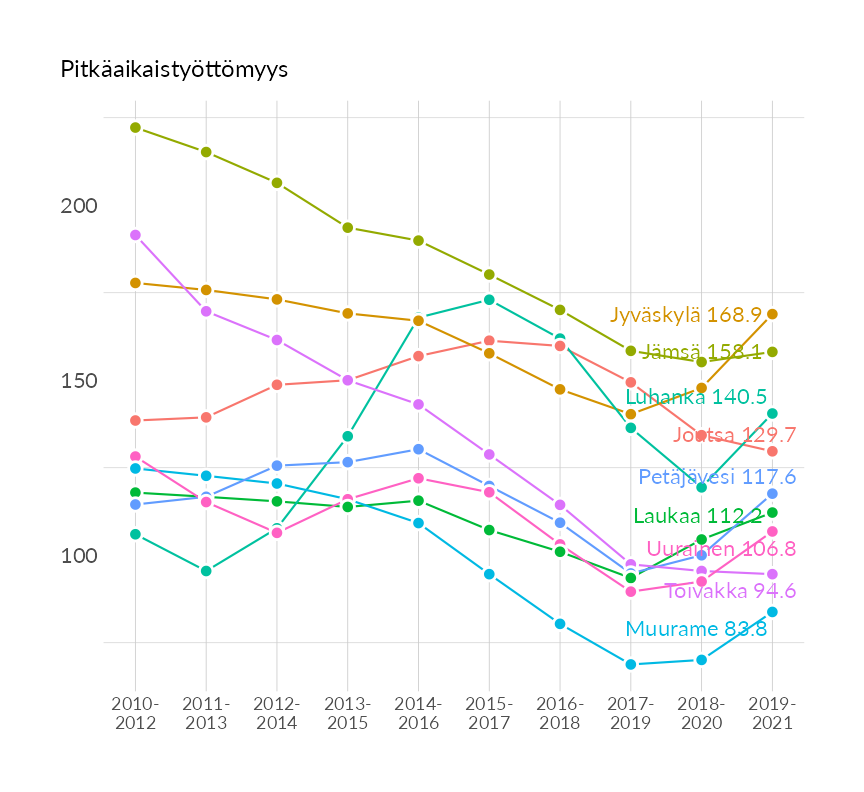 Pitkäaikaistyöttömyys
200
150
100
Jyväskylä 168.9
Jämsä 158.1
Luhanka 140.5
Joutsa 129.7
Petäjävesi 117.6
Laukaa 112.2
Uurainen 106.8
Toivakka 94.6
Muurame 83.8
2010-
2012
2011-
2013
2012-
2014
2013-
2015
2014-
2016
2015-
2017
2016-
2018
2017-
2019
2018-
2020
2019-
2021